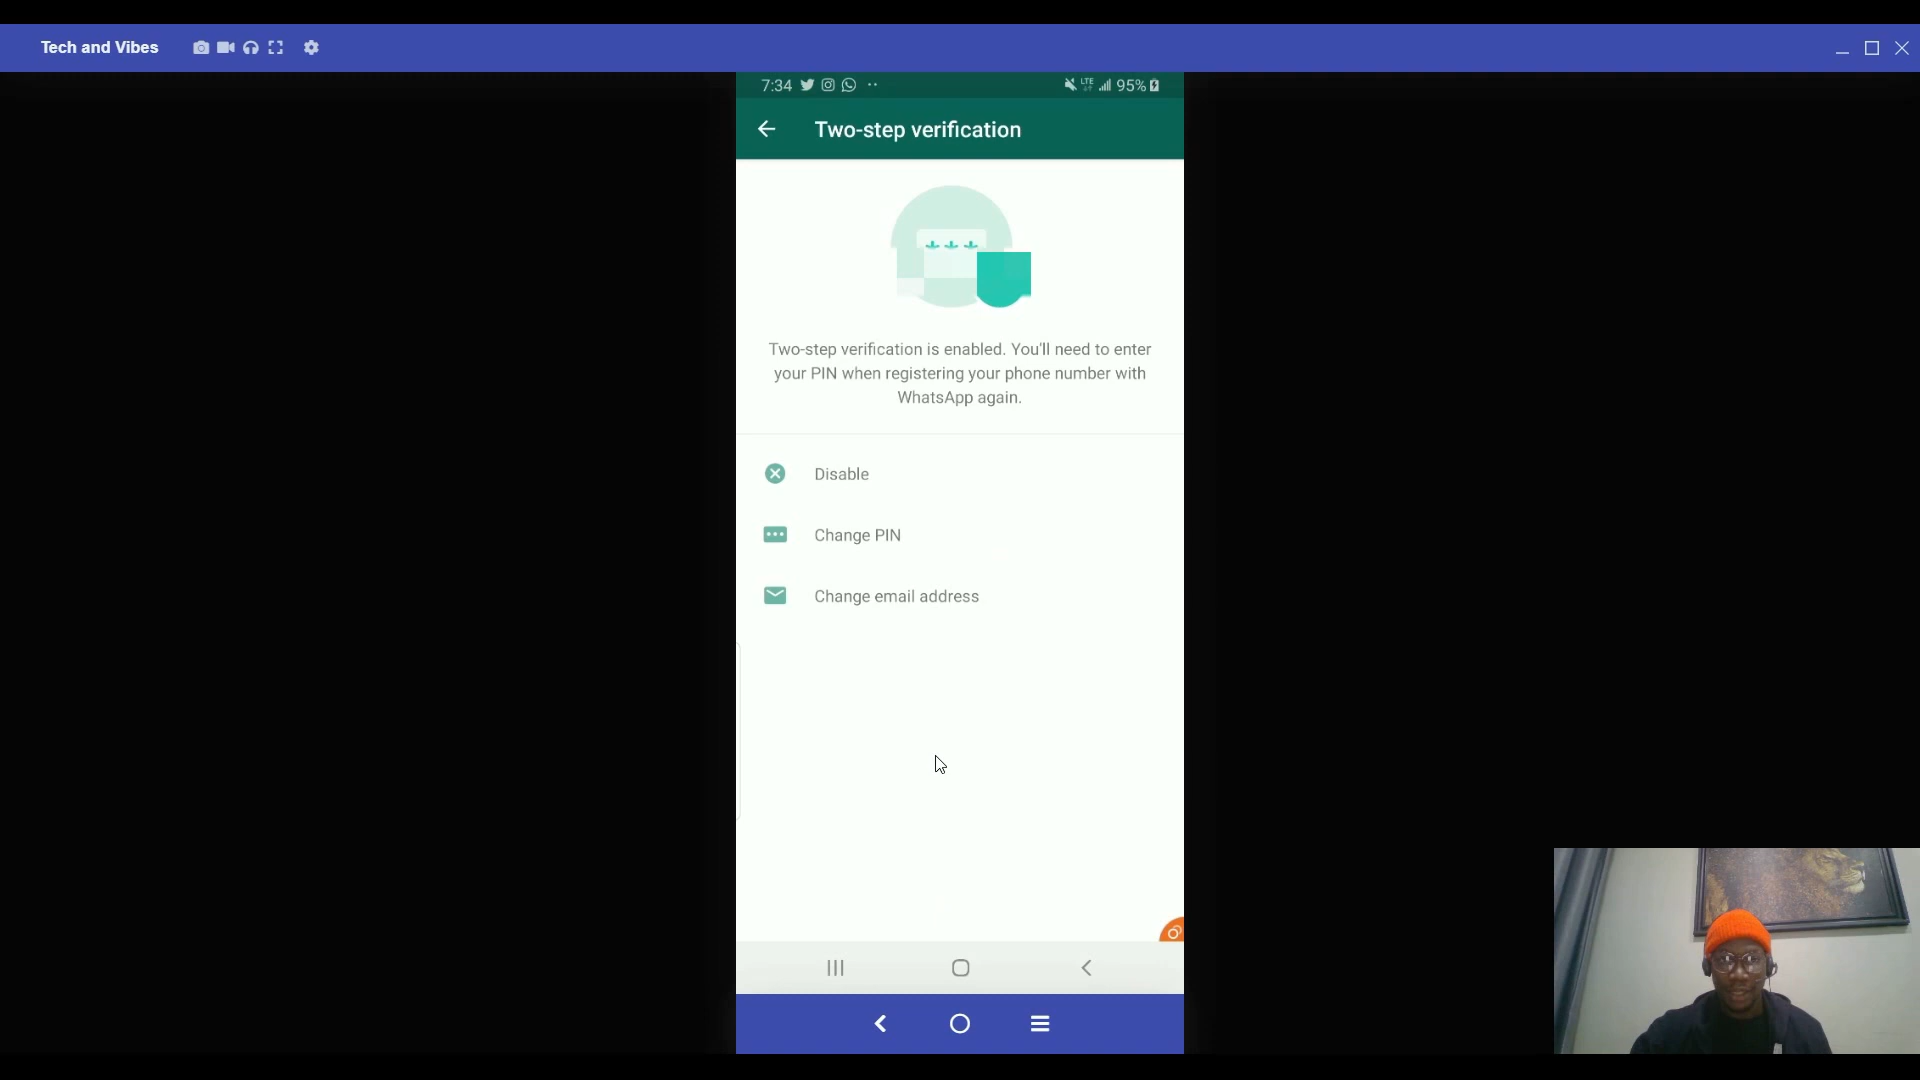 Tech and Vibes
7:34
LTE
95%
Two-step verification
Two-step verification is enabled. You'll need to enter
your PIN when registering your phone number with
WhatsApp again.
Disable
Change PIN
Change email address